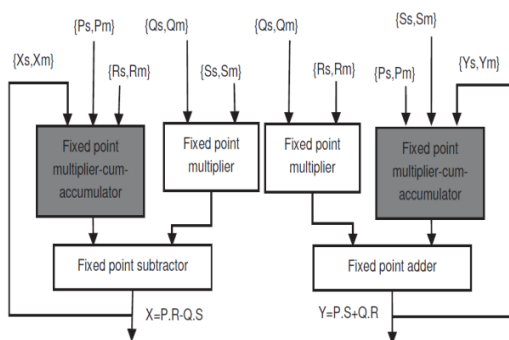 {Ps,Pm}
{Qs,Qm}
{Qs,Qm}
{Ss,Sm}
{Xs,Xm}
{Rs,Rm}
{Ss,Sm}
{Rs,Rm}
{Ps,Pm}
{Ys,Ym}
Fixed point
multiplier-cum-
accumulator
Fixed point
multiplier
Fixed point
multiplier
Fixed point
multiplier-cum-
accumulator
Fixed point subtractor
Fixed point adder
X=P.R-Q.S
Y=P.S+Q.R